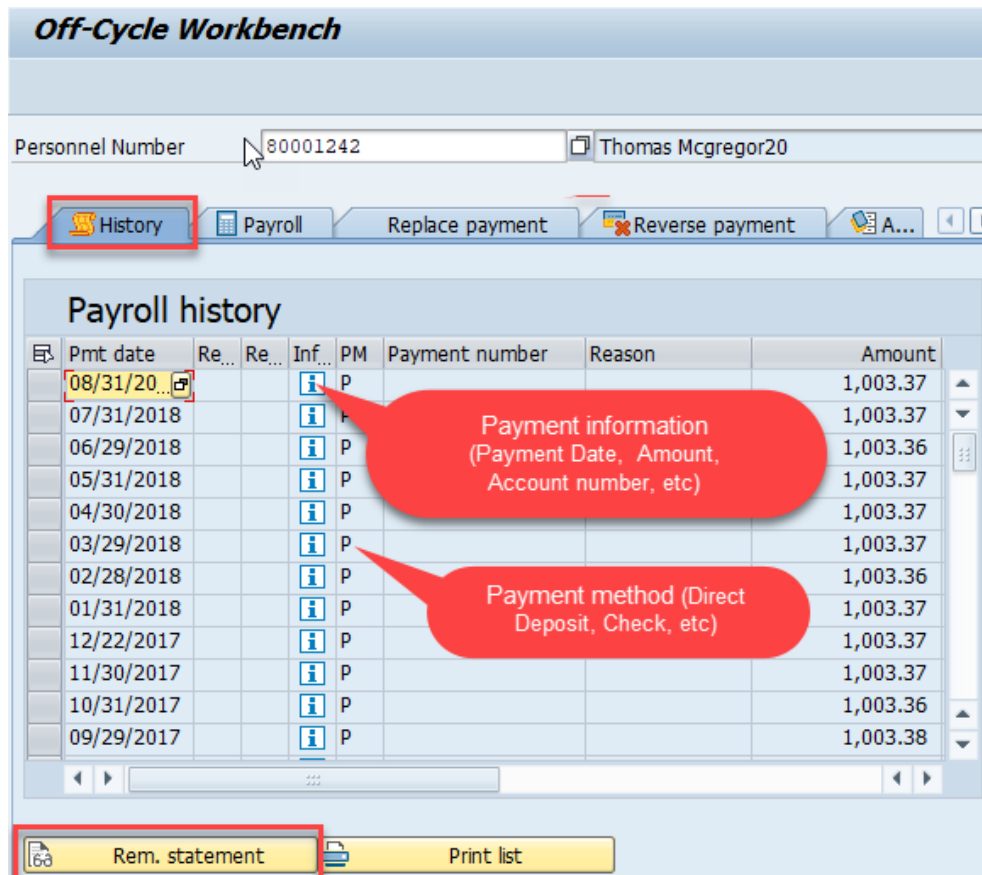 Off-Cycle Workbench
Personnel Number 80001242 Thomas Mcgregor20
History Payroll Replace payment Reverse payment A...
Payroll history
Pmt date Re... Re... Inf... PM Payment number Reason Amount
08/31/20... P 1,003.37
07/31/2018 1,003.37
06/29/2018 P 1,003.36
05/31/2018 P 1,003.37
04/30/2018 P 1,003.37
03/29/2018 P 1,003.37
02/28/2018 P 1,003.36
01/31/2018 P 1,003.37
12/22/2017 P 1,003.37
11/30/2017 P 1,003.37
10/31/2017 P 1,003.36
09/29/2017 P 1,003.38
Payment information
(Payment Date, Amount,
Account number, etc)
Payment method (Direct
Deposit, Check, etc)
Rem. statement Print list